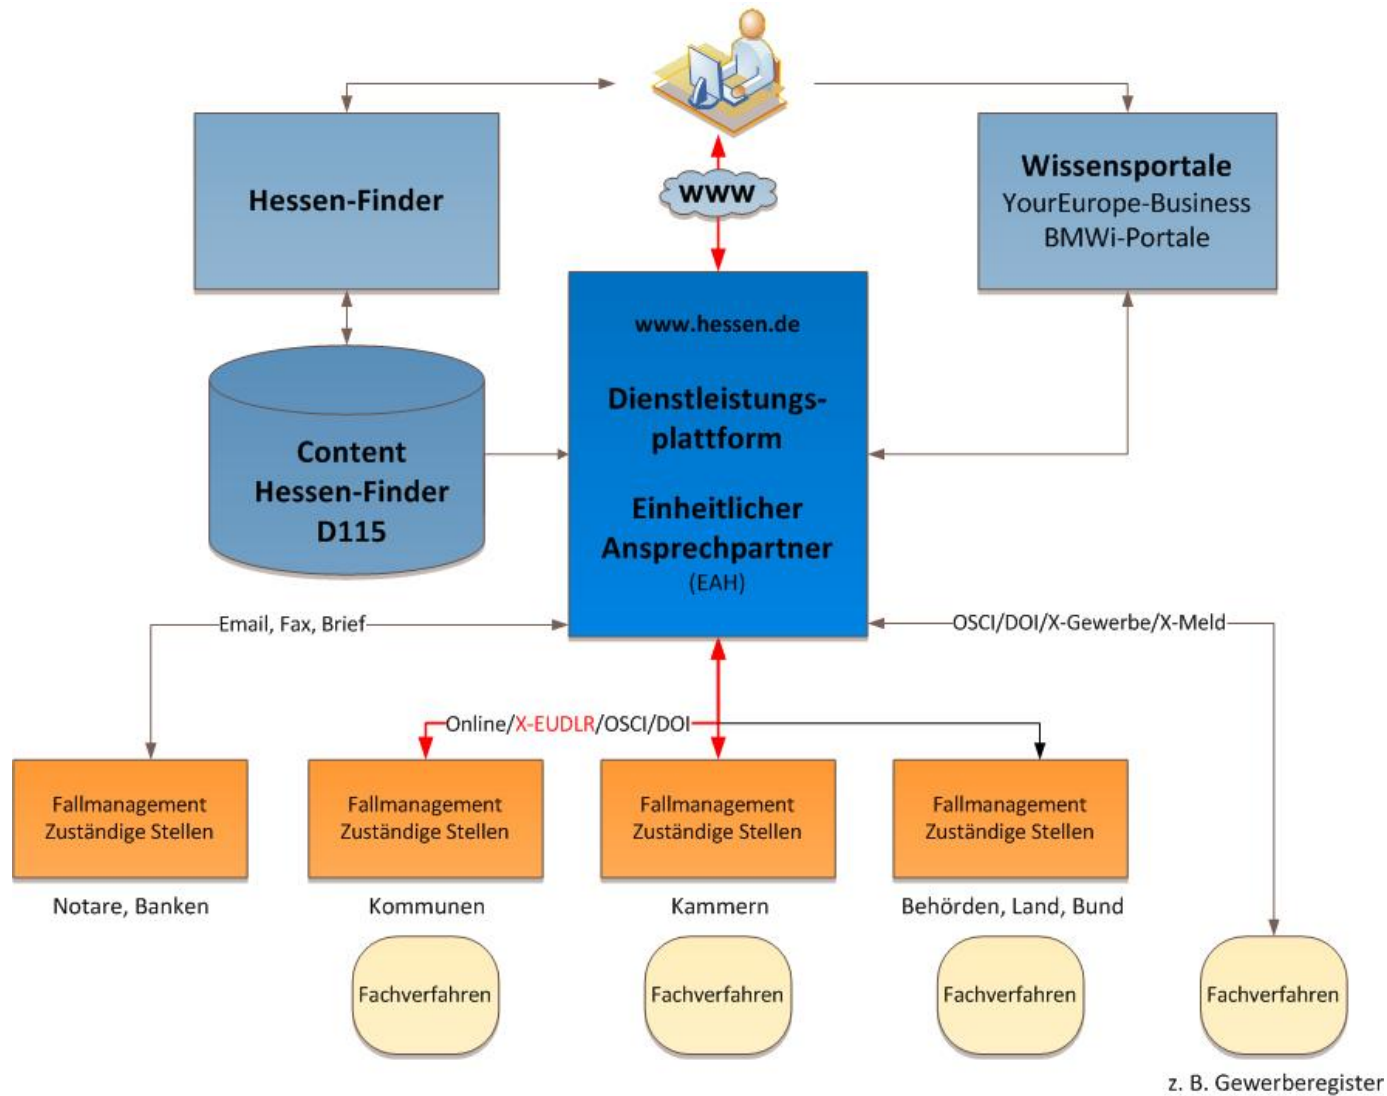 www
Hessen-Finder
Wissensportale
YourEurope-Business
BMWi-Portale
www.hessen.de
Dienstleistungs-
plattform
Einheitlicher
Ansprechpartner
(EAH)
Content
Hessen-Finder
D115
Email, Fax, Brief
OSCI/DOI/X-Gewerbe/X-Meld
Online/X-EUDLR/OSCI/DOI
Fallmanagement
Zuständige Stellen
Notare, Banken
Fallmanagement
Zuständige Stellen
Kommunen
Fallmanagement
Zuständige Stellen
Kammern
Fallmanagement
Zuständige Stellen
Behörden, Land, Bund
Fachverfahren
Fachverfahren
Fachverfahren
Fachverfahren
z. B. Gewerberegister